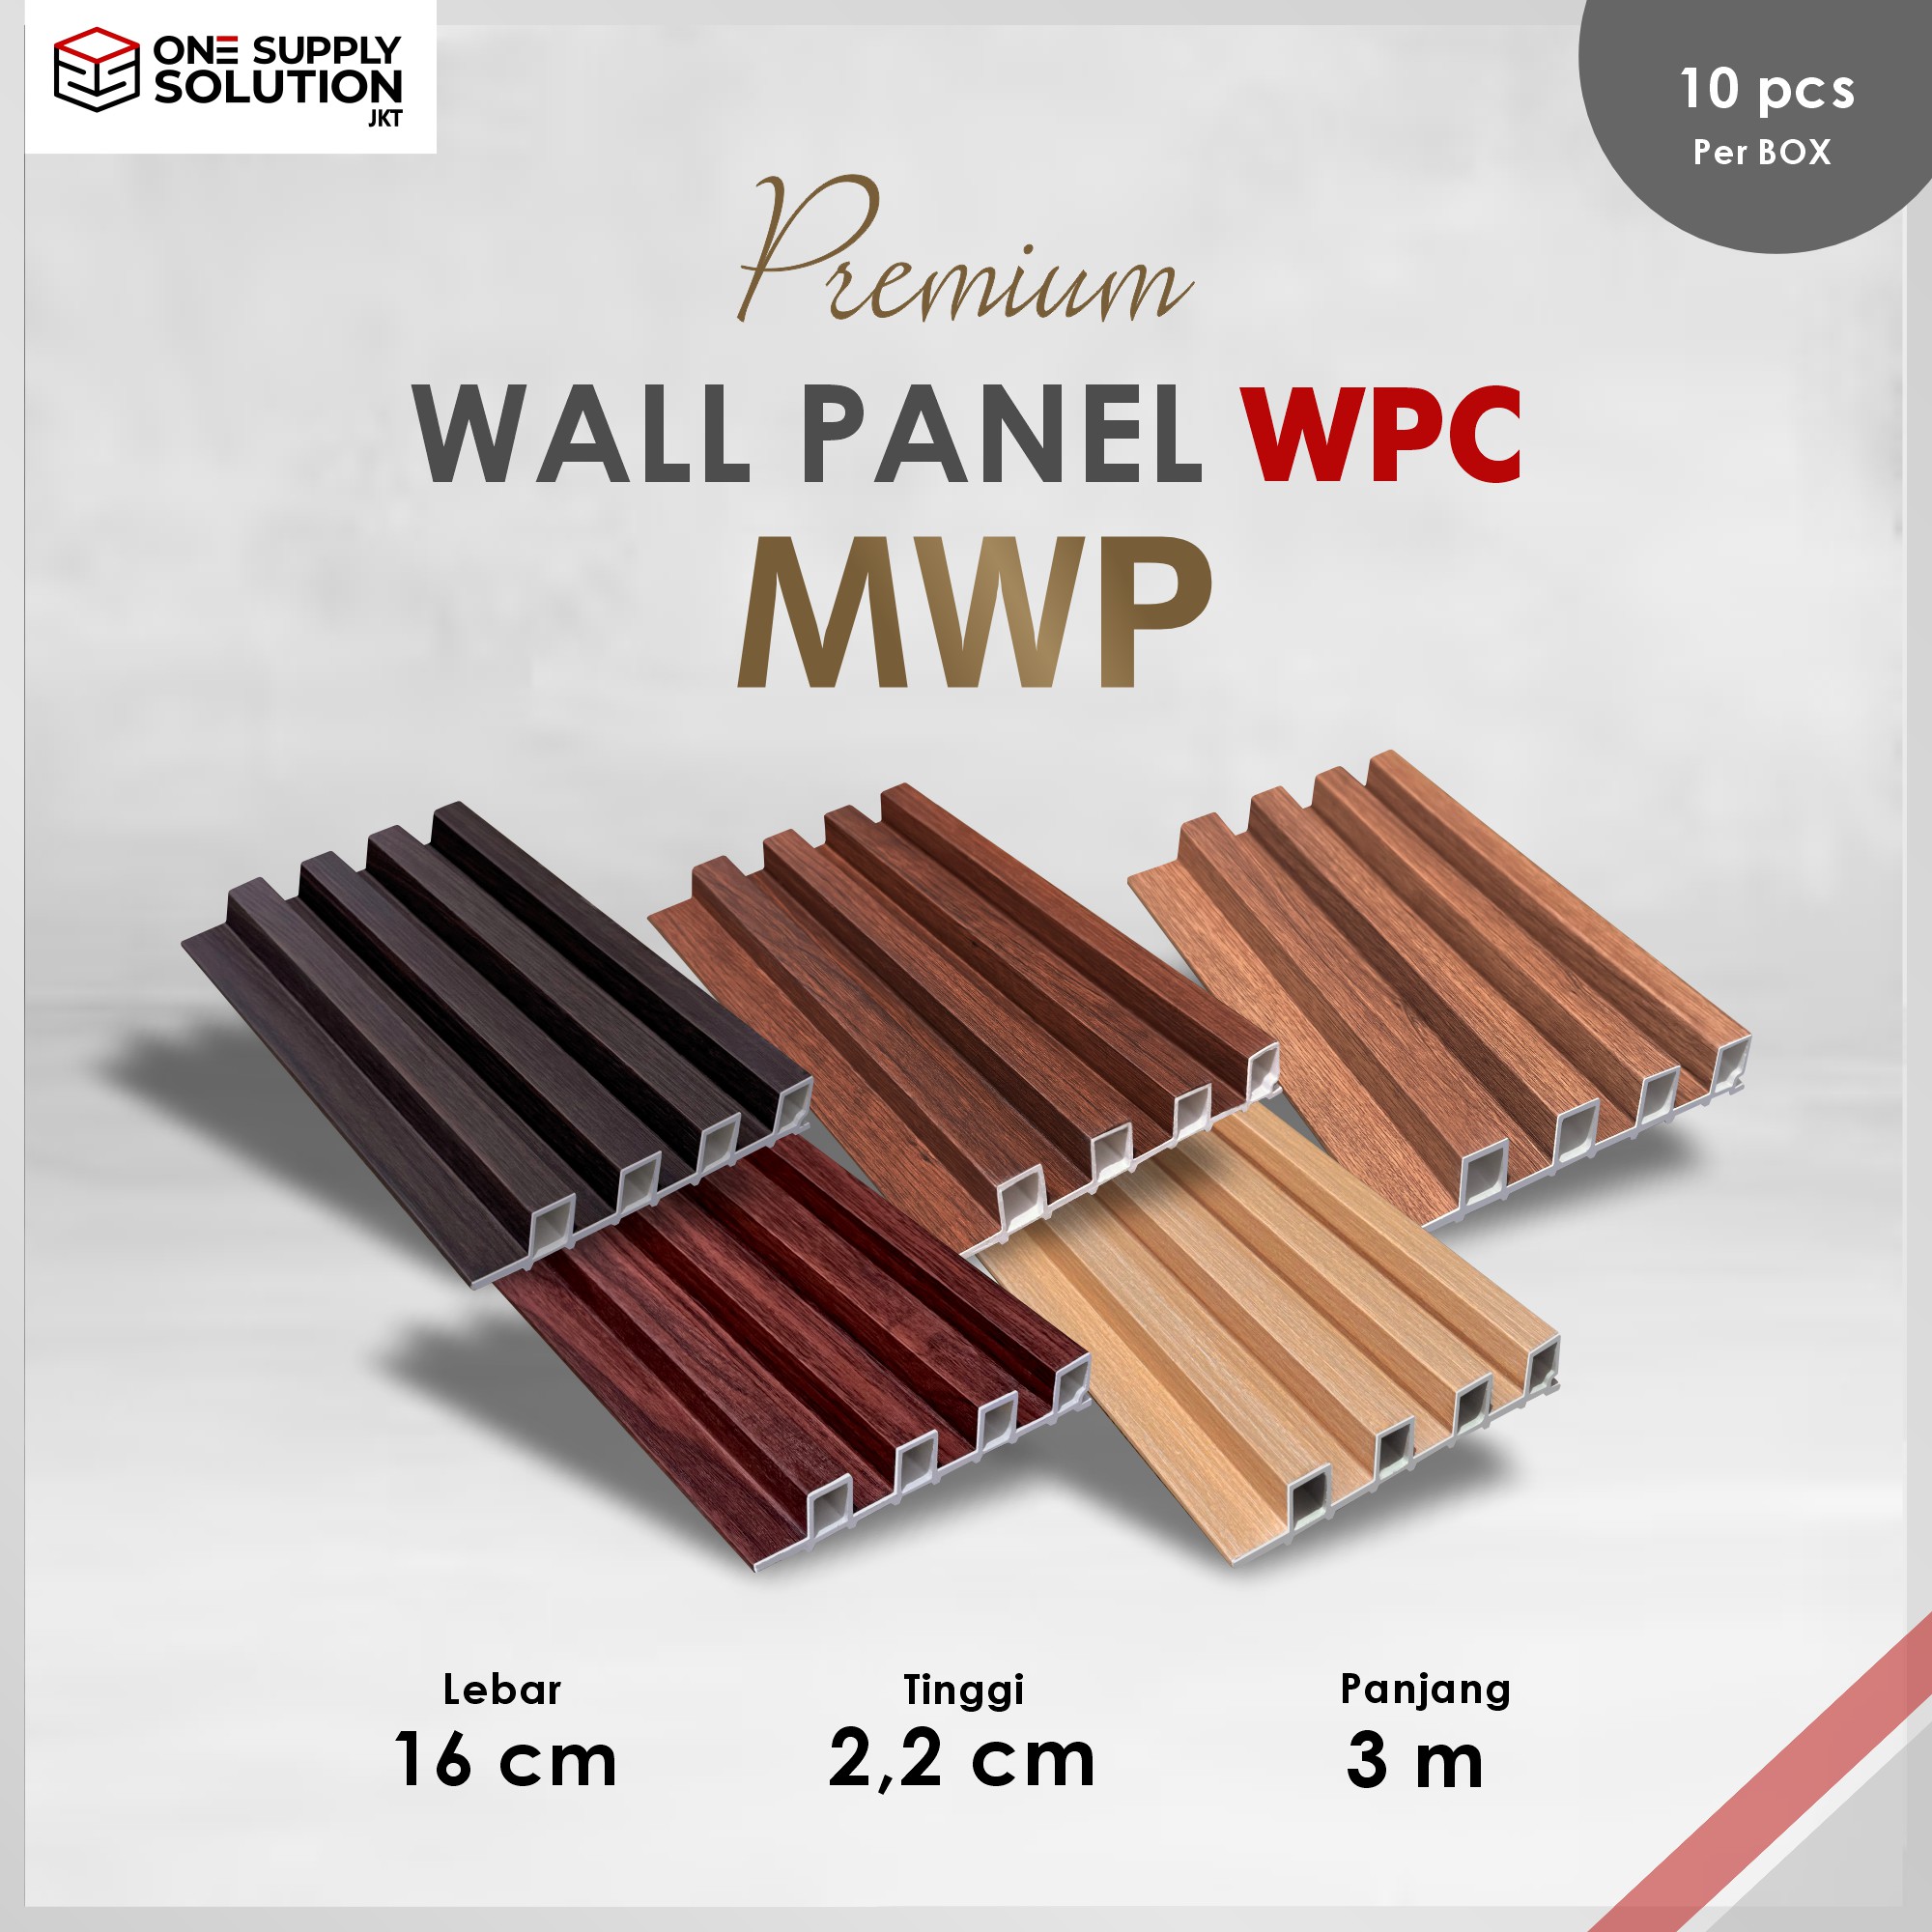 ONE SUPPLY
SOLUTION
JKT
10 pcs
Per BOX
Premium
WALL PANEL WPC
MWP
Lebar
16 cm
Tinggi
2,2 cm
Panjang
3 m